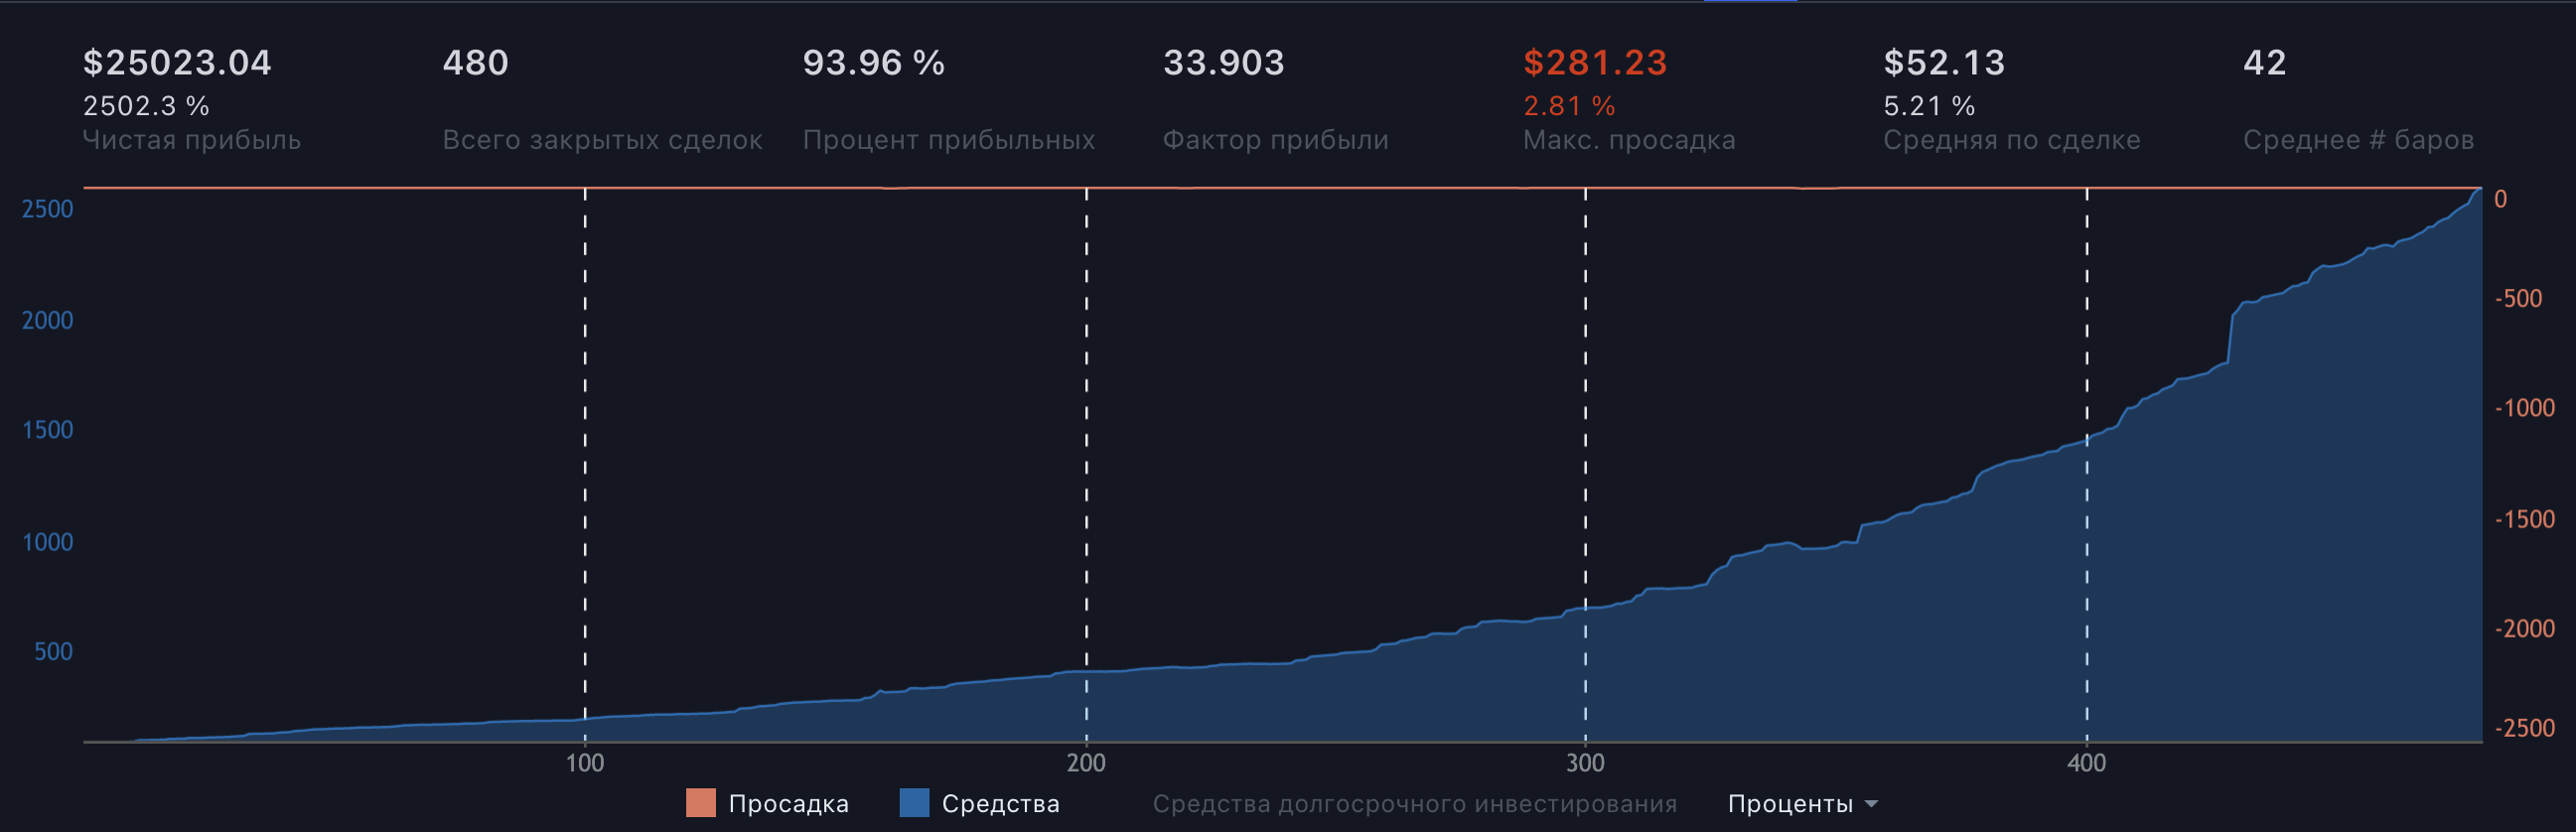 $25023.04 480 93.96 % 33.903 $281.23 $52.13 42
2502.3 % 2.81 % 5.21 %
Чистая прибыль Всего закрытых сделок Процент прибыльных Фактор прибыли Макс. просадка Средняя по сделке Среднее # баров
2500 0
2000 -500
1500 -1000
1000 -1500
500 -2000
-2500
100 200 300 400
Просадка Средства Средства долгосрочного инвестирования Проценты